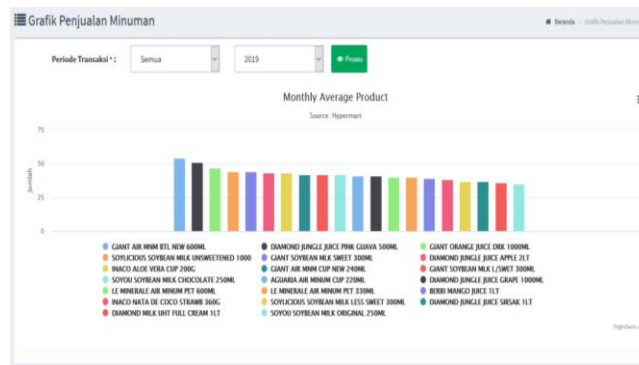 Grafik Penjualan Minuman
Beranda - Grafik Penjualan
Periode Transaksi * : Semua 2019 Proses
Monthly Average Product
Source: Hypermart
75
50
25
0
Jumlah
GIANT AIR MNM BTL NEW 600ML DIAMOND JUNGLE JUICE PINK GUAVA 500ML GIANT ORANGE JUICE DRK 1000ML
SOYLICIOUS SOYBEAN MLK UNSWEETENED 1000 GIANT SOYBEAN MLK SWEET 300ML DIAMOND JUNGLE JUICE APPLE 2LT
INACO ALOE VERA CUP 200G GIANT AIR MNM CUP NEW 240ML GIANT SOYBEAN MLK L/SWET 300ML
SOYOU SOYBEAN MILK CHOCOLATE 250ML AQUARIA AIR MINUM CUP 220ML DIAMOND JUNGLE JUICE GRAPE 1000ML
LE MINERALE AIR MINUM PET 600ML LE MINERALE AIR MINUM PET 330ML BERRI MANGO JUICE 1LT
INACO NATA DE COCO STRAWB 360G SOYLICIOUS SOYBEAN MLK LESS SWEET 300ML DIAMOND JUNGLE JUICE SIRSAK 1LT
DIAMOND MILK UHT FULL CREAM 1LT SOYOU SOYBEAN MILK ORIGINAL 250ML